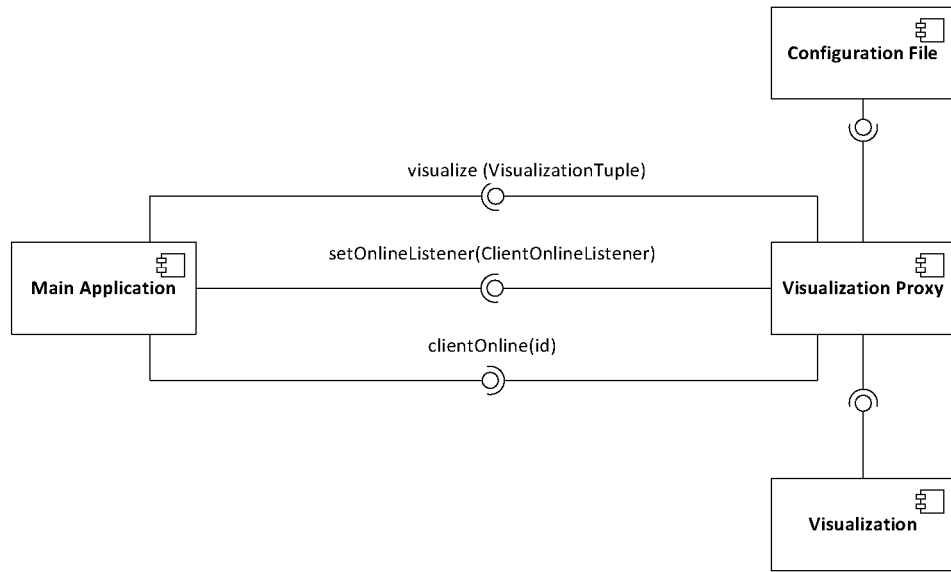 Configuration File
visualize (VisualizationTuple)
setOnlineListener(ClientOnlineListener)
Main Application
Visualization Proxy
clientOnline(id)
Visualization